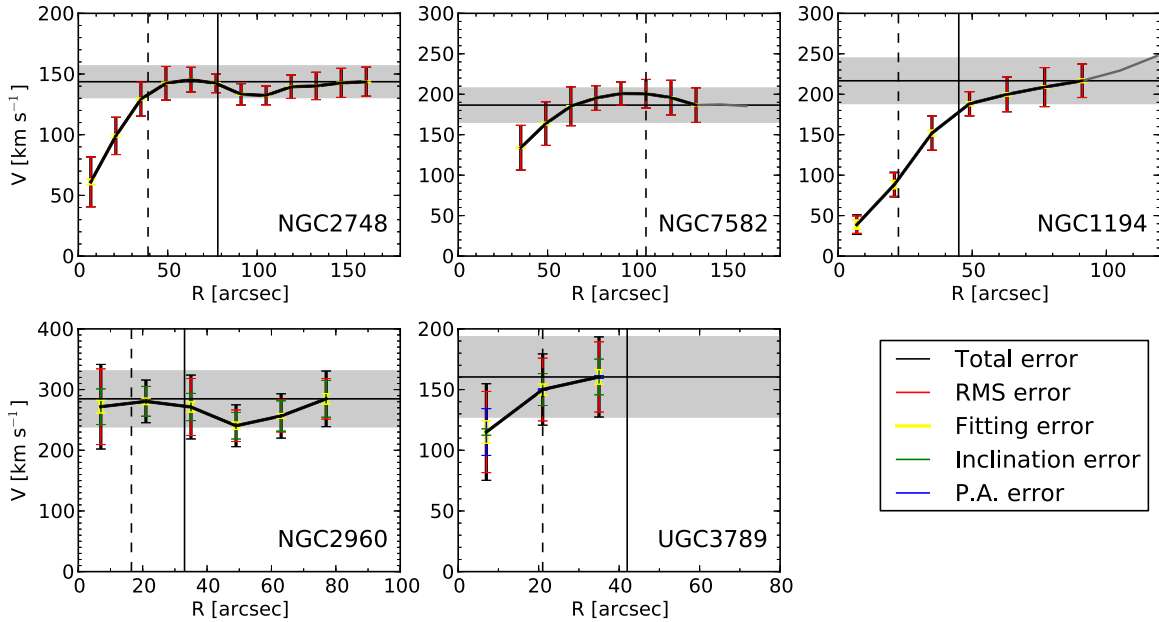 300
250
200
150
100
50
0
V [km s⁻¹]
0 50 100 150
R [arcsec]
NGC2748
300
250
200
150
100
50
0
0 50 100 150
R [arcsec]
NGC7582
300
250
200
150
100
50
0
0 50 100
R [arcsec]
NGC1194
400
300
200
100
0
V [km s⁻¹]
0 20 40 60 80 100
R [arcsec]
NGC2960
200
150
100
50
0
0 20 40 60 80
R [arcsec]
UGC3789
Total error
RMS error
Fitting error
Inclination error
P.A. error